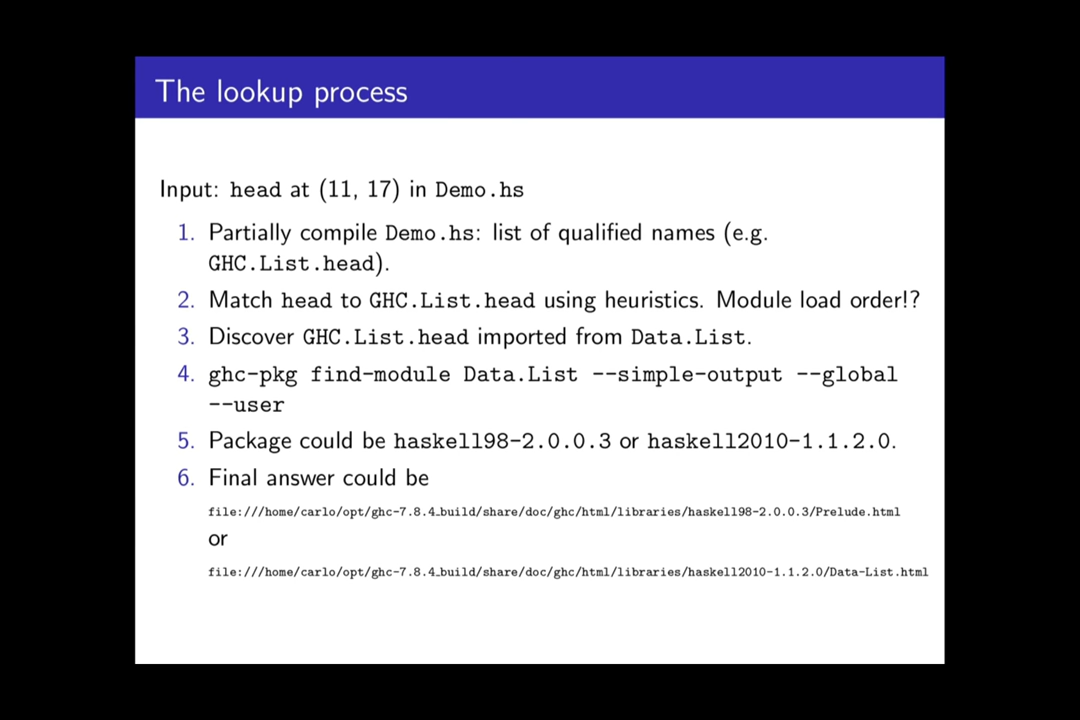 The lookup process
Input: head at (11, 17) in Demo.hs
1. Partially compile Demo.hs: list of qualified names (e.g.
GHC.List.head).
2. Match head to GHC.List.head using heuristics. Module load order!?
3. Discover GHC.List.head imported from Data.List.
4. ghc-pkg find-module Data.List --simple-output --global
--user
5. Package could be haskell98-2.0.0.3 or haskell2010-1.1.2.0.
6. Final answer could be
file:///home/carlo/opt/ghc-7.8.4_build/share/doc/ghc/html/libraries/haskell98-2.0.0.3/Prelude.html
or
file:///home/carlo/opt/ghc-7.8.4_build/share/doc/ghc/html/libraries/haskell2010-1.1.2.0/Data-List.html